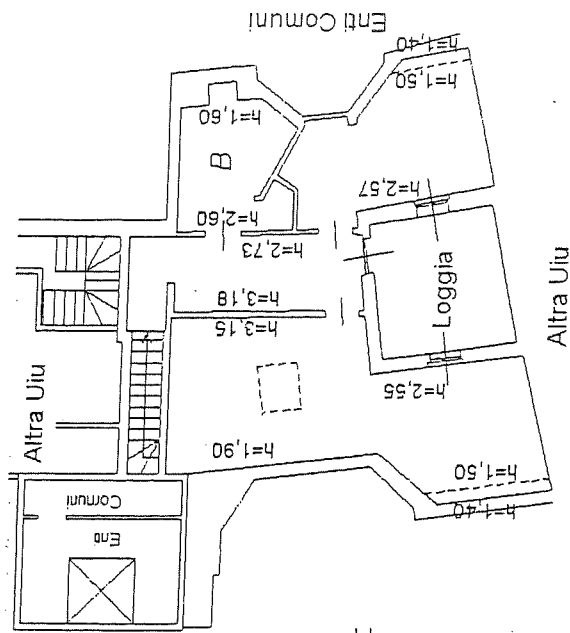 Enti Comuni
h=1,40
h=1,50
h=1,60
B
h=2,57
h=2,60
h=2,73
Loggia
h=3,18
h=3,15
Altra Uiu
h=2,55
Altra Uiu
h=1,90
h=1,50
h=1,40
Comuni
Enti